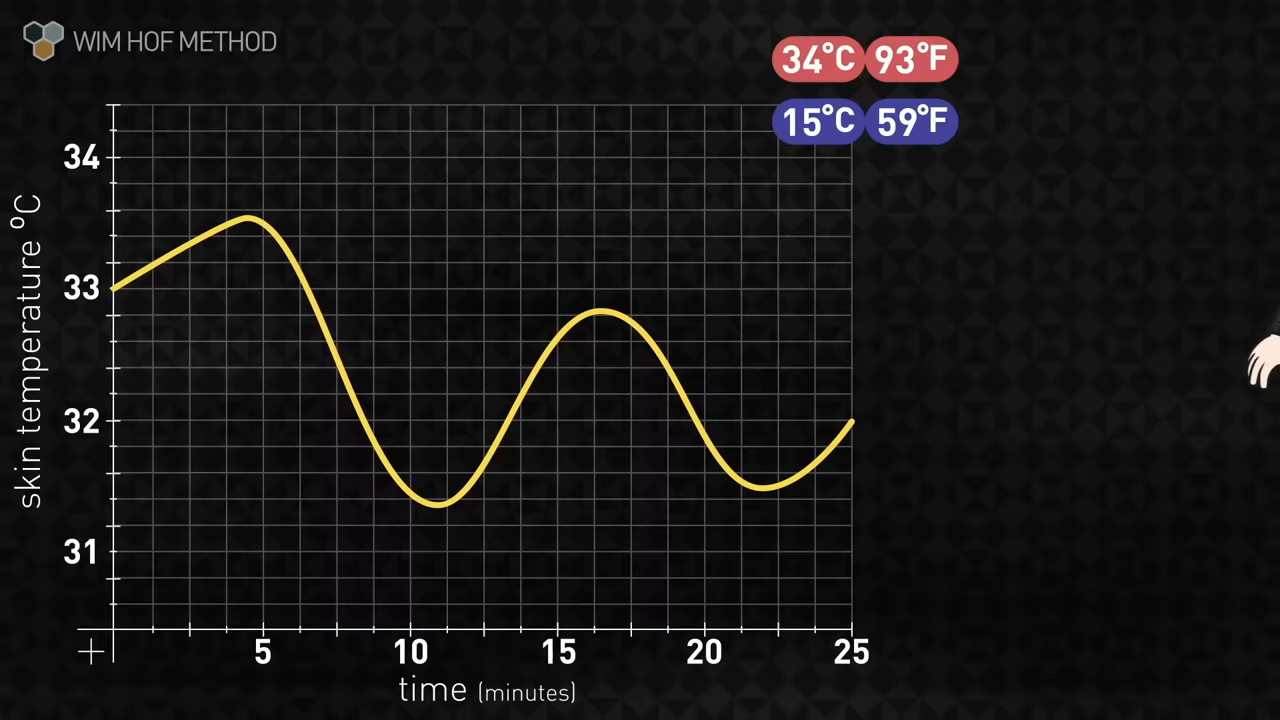 WIM HOF METHOD
34°C 93°F
15°C 59°F
skin temperature ºC
34
33
32
31
5 10 15 20 25
time (minutes)